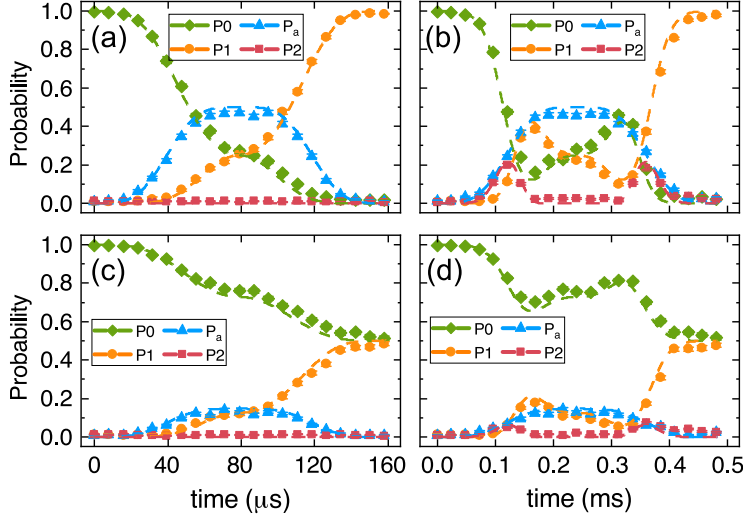 (a)
P0
Pa
P1
P2
Probability
1.0
0.8
0.6
0.4
0.2
0.0
(b)
P0
Pa
P1
P2
(c)
P0
Pa
P1
P2
Probability
1.0
0.8
0.6
0.4
0.2
0.0
0
40
80
120
160
time (μs)
(d)
P0
Pa
P1
P2
0.0
0.1
0.2
0.3
0.4
0.5
time (ms)